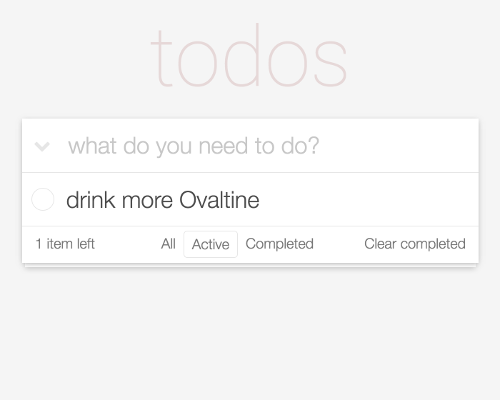 todos
what do you need to do?
drink more Ovaltine
1 item left All Active Completed Clear completed